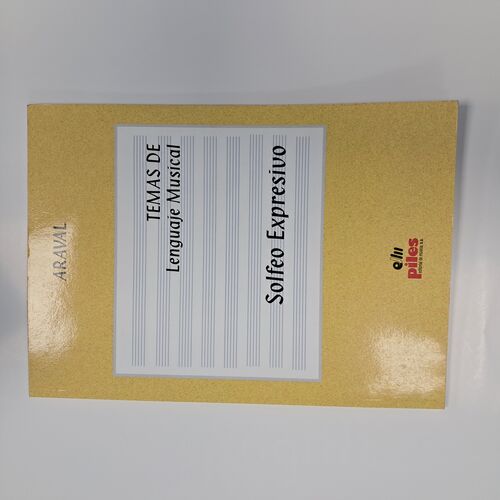 ARAVAL
TEMAS DE
Lenguaje Musical
Solfeo Expresivo
piles